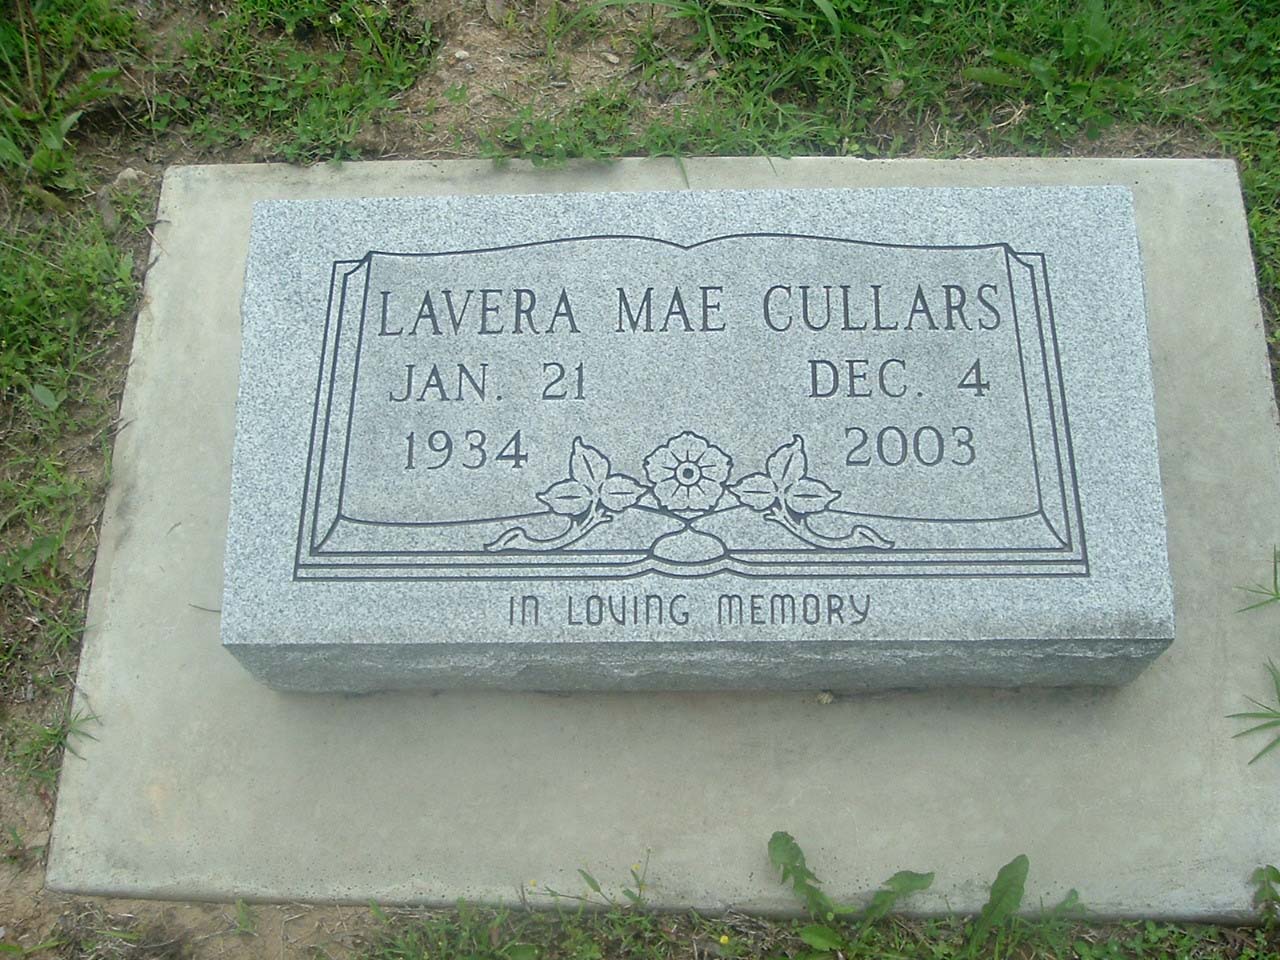 LAVERA MAE CULLARS
JAN. 21 DEC. 4
1934 2003
IN LOVING MEMORY